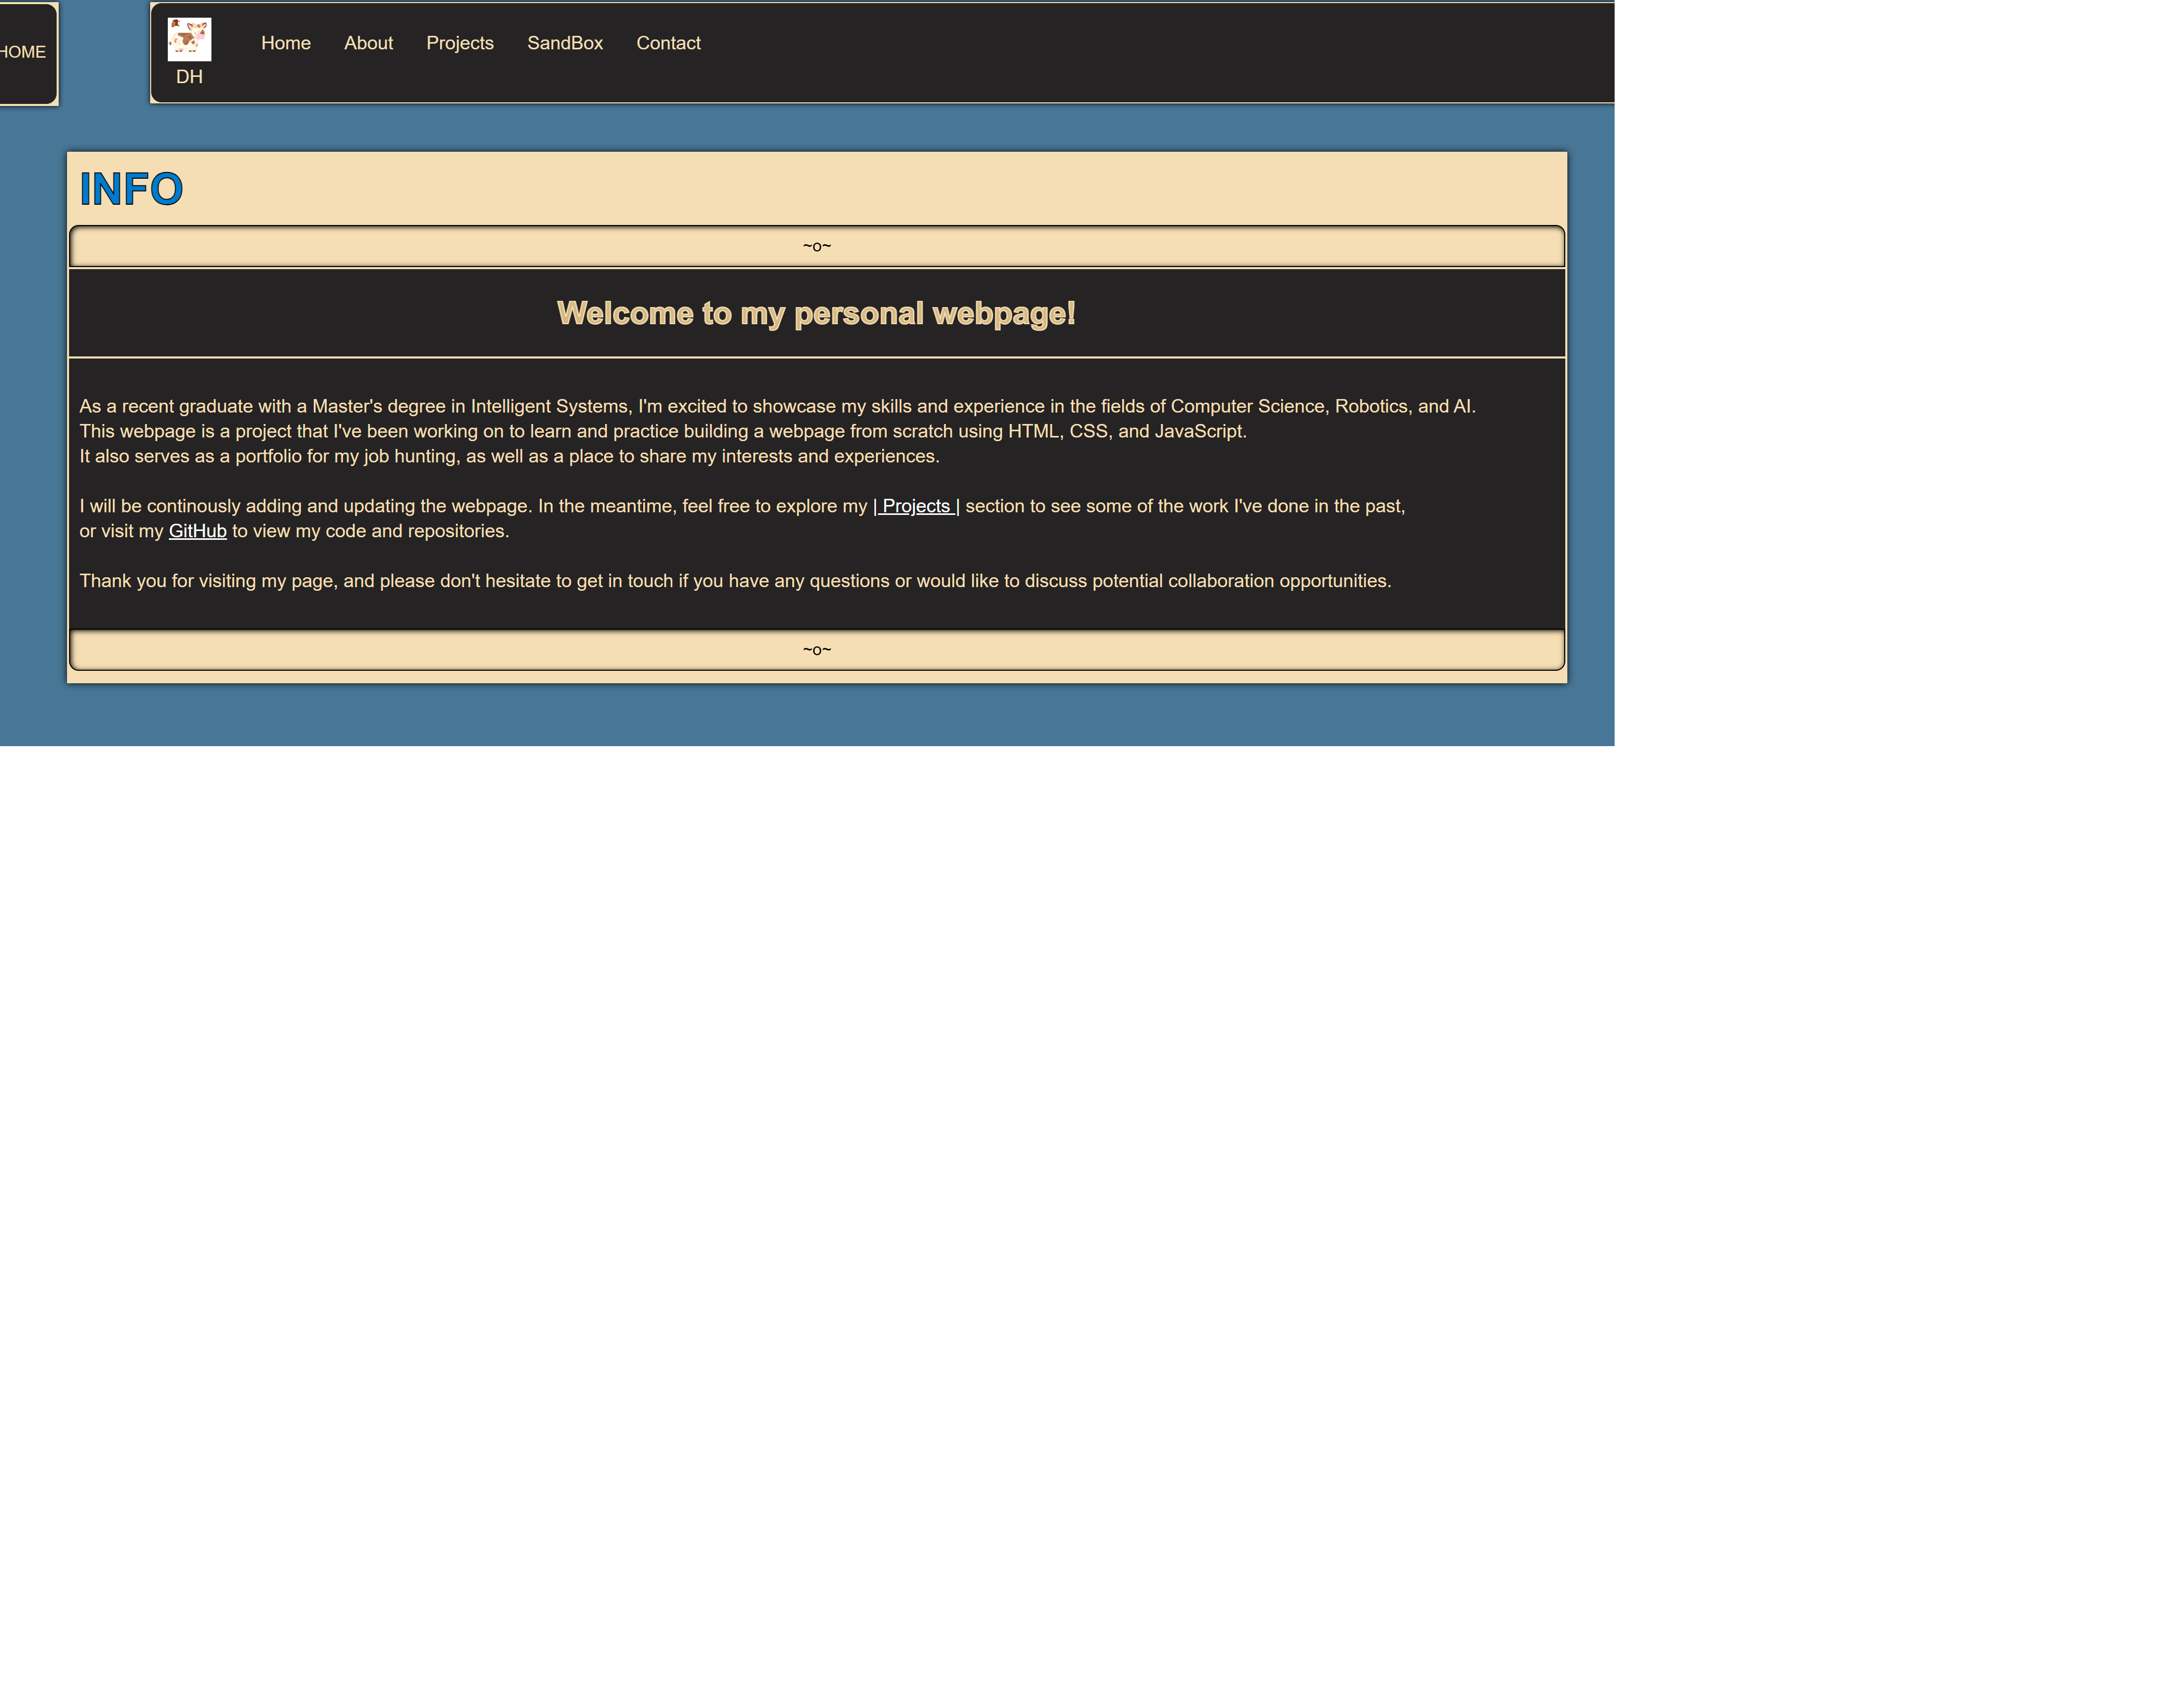 HOME
Home About Projects SandBox Contact
DH
INFO
~o~
Welcome to my personal webpage!
As a recent graduate with a Master's degree in Intelligent Systems, I'm excited to showcase my skills and experience in the fields of Computer Science, Robotics, and AI.
This webpage is a project that I've been working on to learn and practice building a webpage from scratch using HTML, CSS, and JavaScript.
It also serves as a portfolio for my job hunting, as well as a place to share my interests and experiences.
I will be continously adding and updating the webpage. In the meantime, feel free to explore my | Projects | section to see some of the work I've done in the past,
or visit my GitHub to view my code and repositories.
Thank you for visiting my page, and please don't hesitate to get in touch if you have any questions or would like to discuss potential collaboration opportunities.
~o~